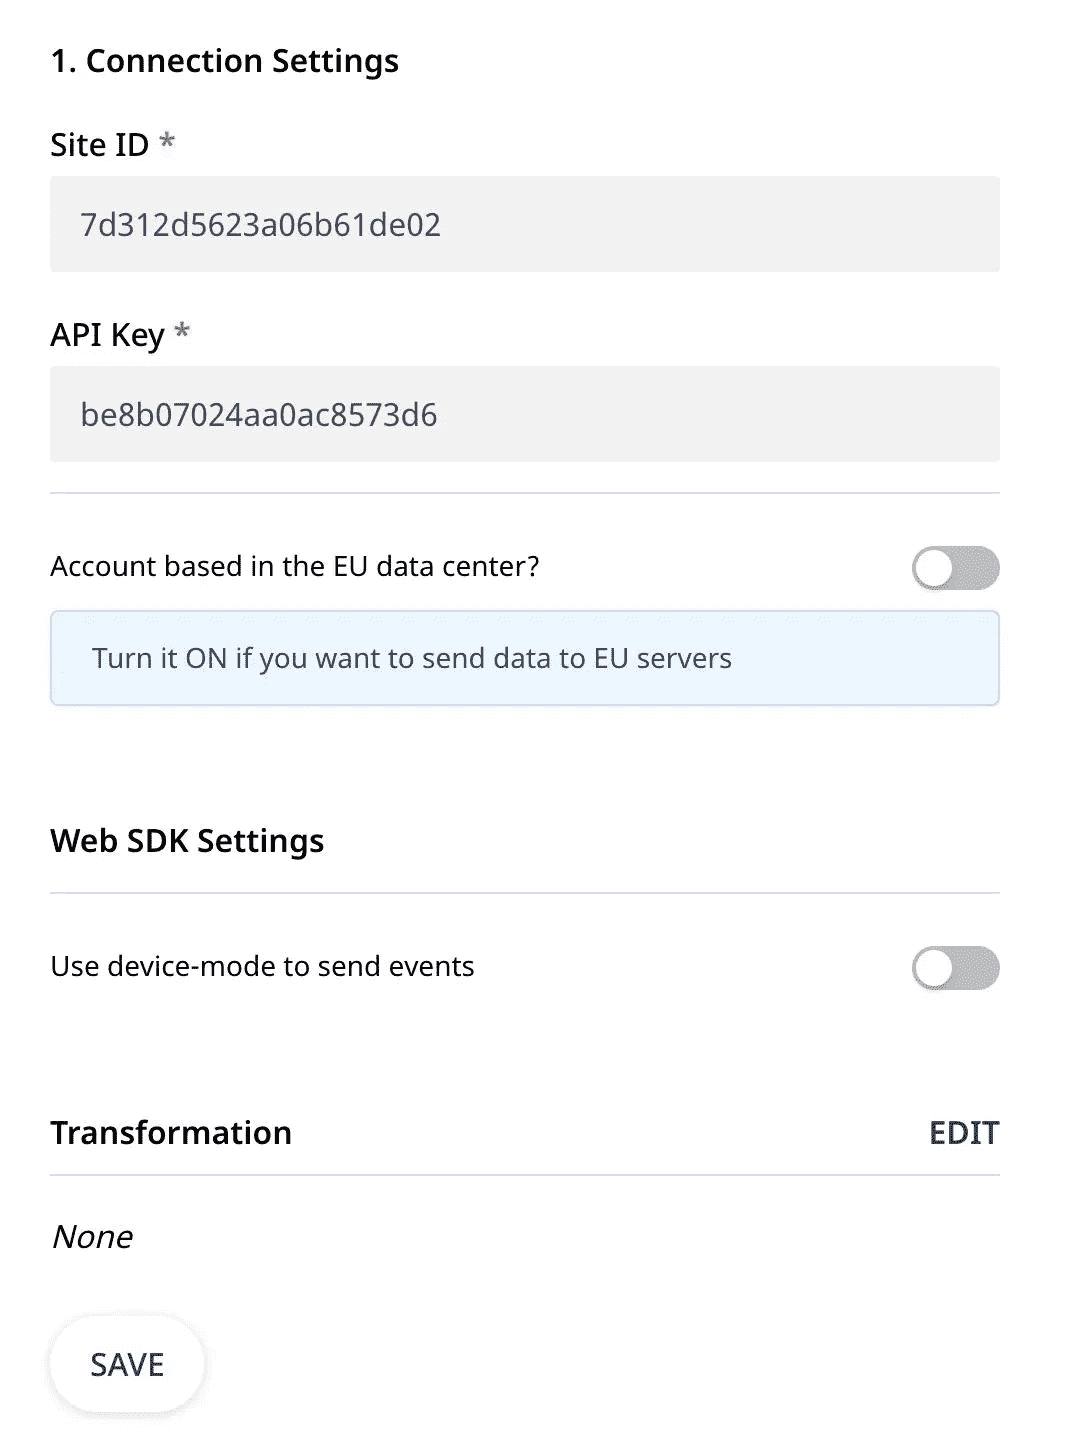 1. Connection Settings
Site ID *
7d312d5623a06b61de02
API Key *
be8b07024aa0ac8573d6
Account based in the EU data center?
Turn it ON if you want to send data to EU servers
Web SDK Settings
Use device-mode to send events
Transformation EDIT
None
SAVE